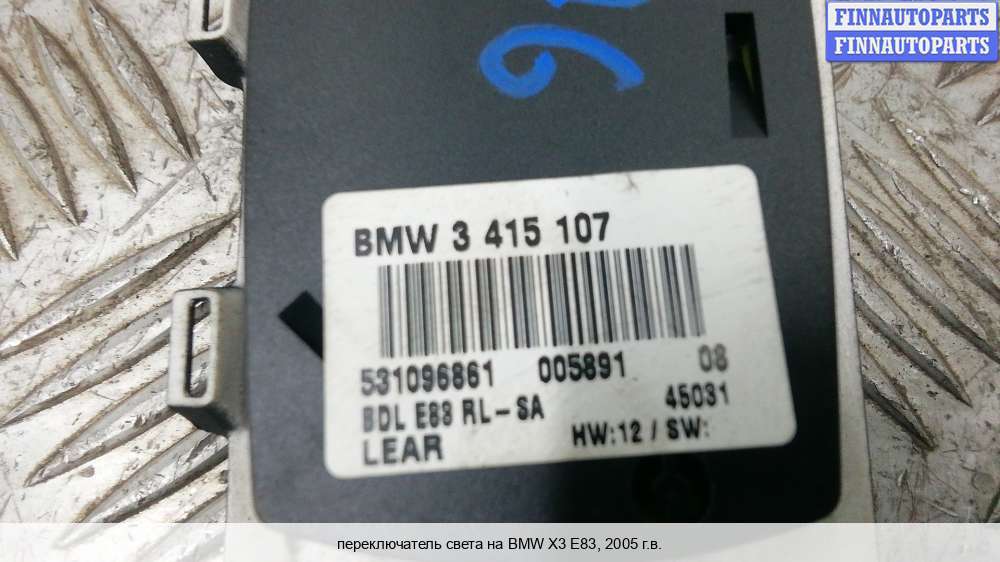 FINNAUTOPARTS
FINNAUTOPARTS
BMW 3 415 107
531096861 005891 08
BDL E83 RL-SA 45031
LEAR HW:12 / SW:
переключатель света на BMW X3 E83, 2005 г.в.